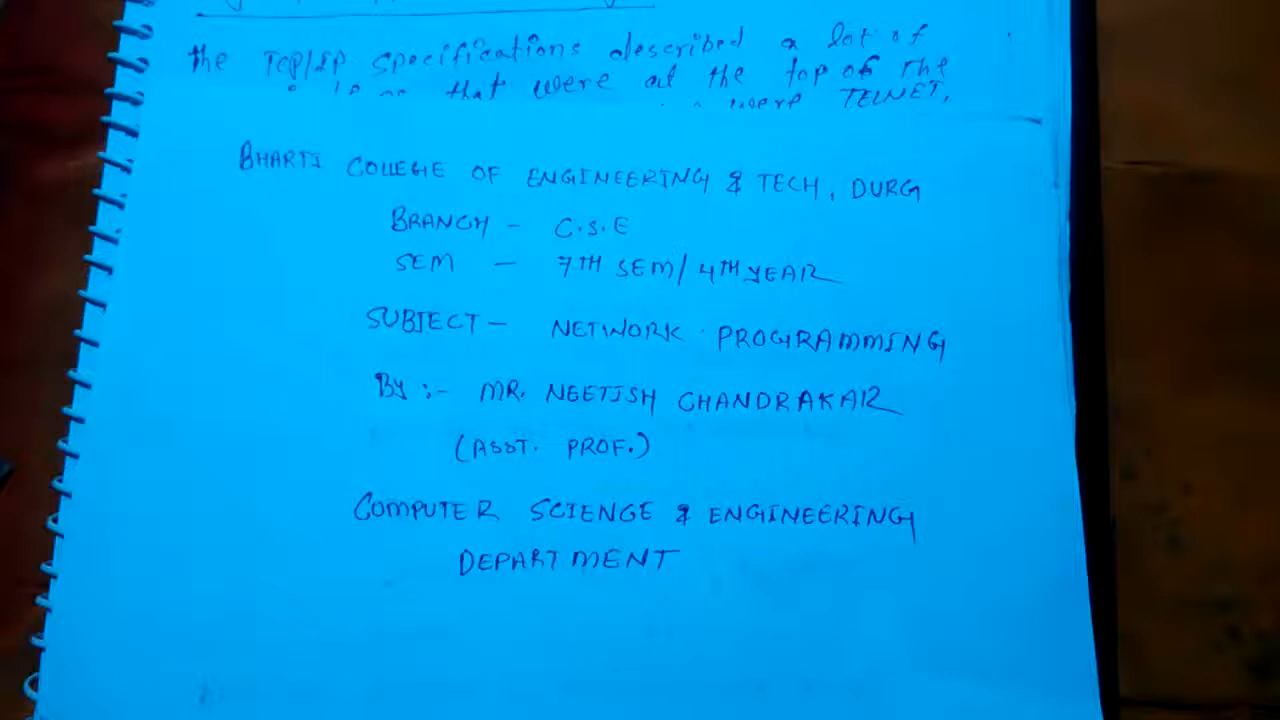 the TCP/IP specifications described a lot of
that were at the top of the
were TELNET,
BHARTI COLLEGE OF ENGINEERING & TECH, DURG
BRANCH - C.S.E
SEM - 7TH SEM/4TH YEAR
SUBJECT - NETWORK PROGRAMMING
By :- MR. NEETISH CHANDRAKAR
(ASST. PROF.)
COMPUTER SCIENCE & ENGINEERING
DEPARTMENT